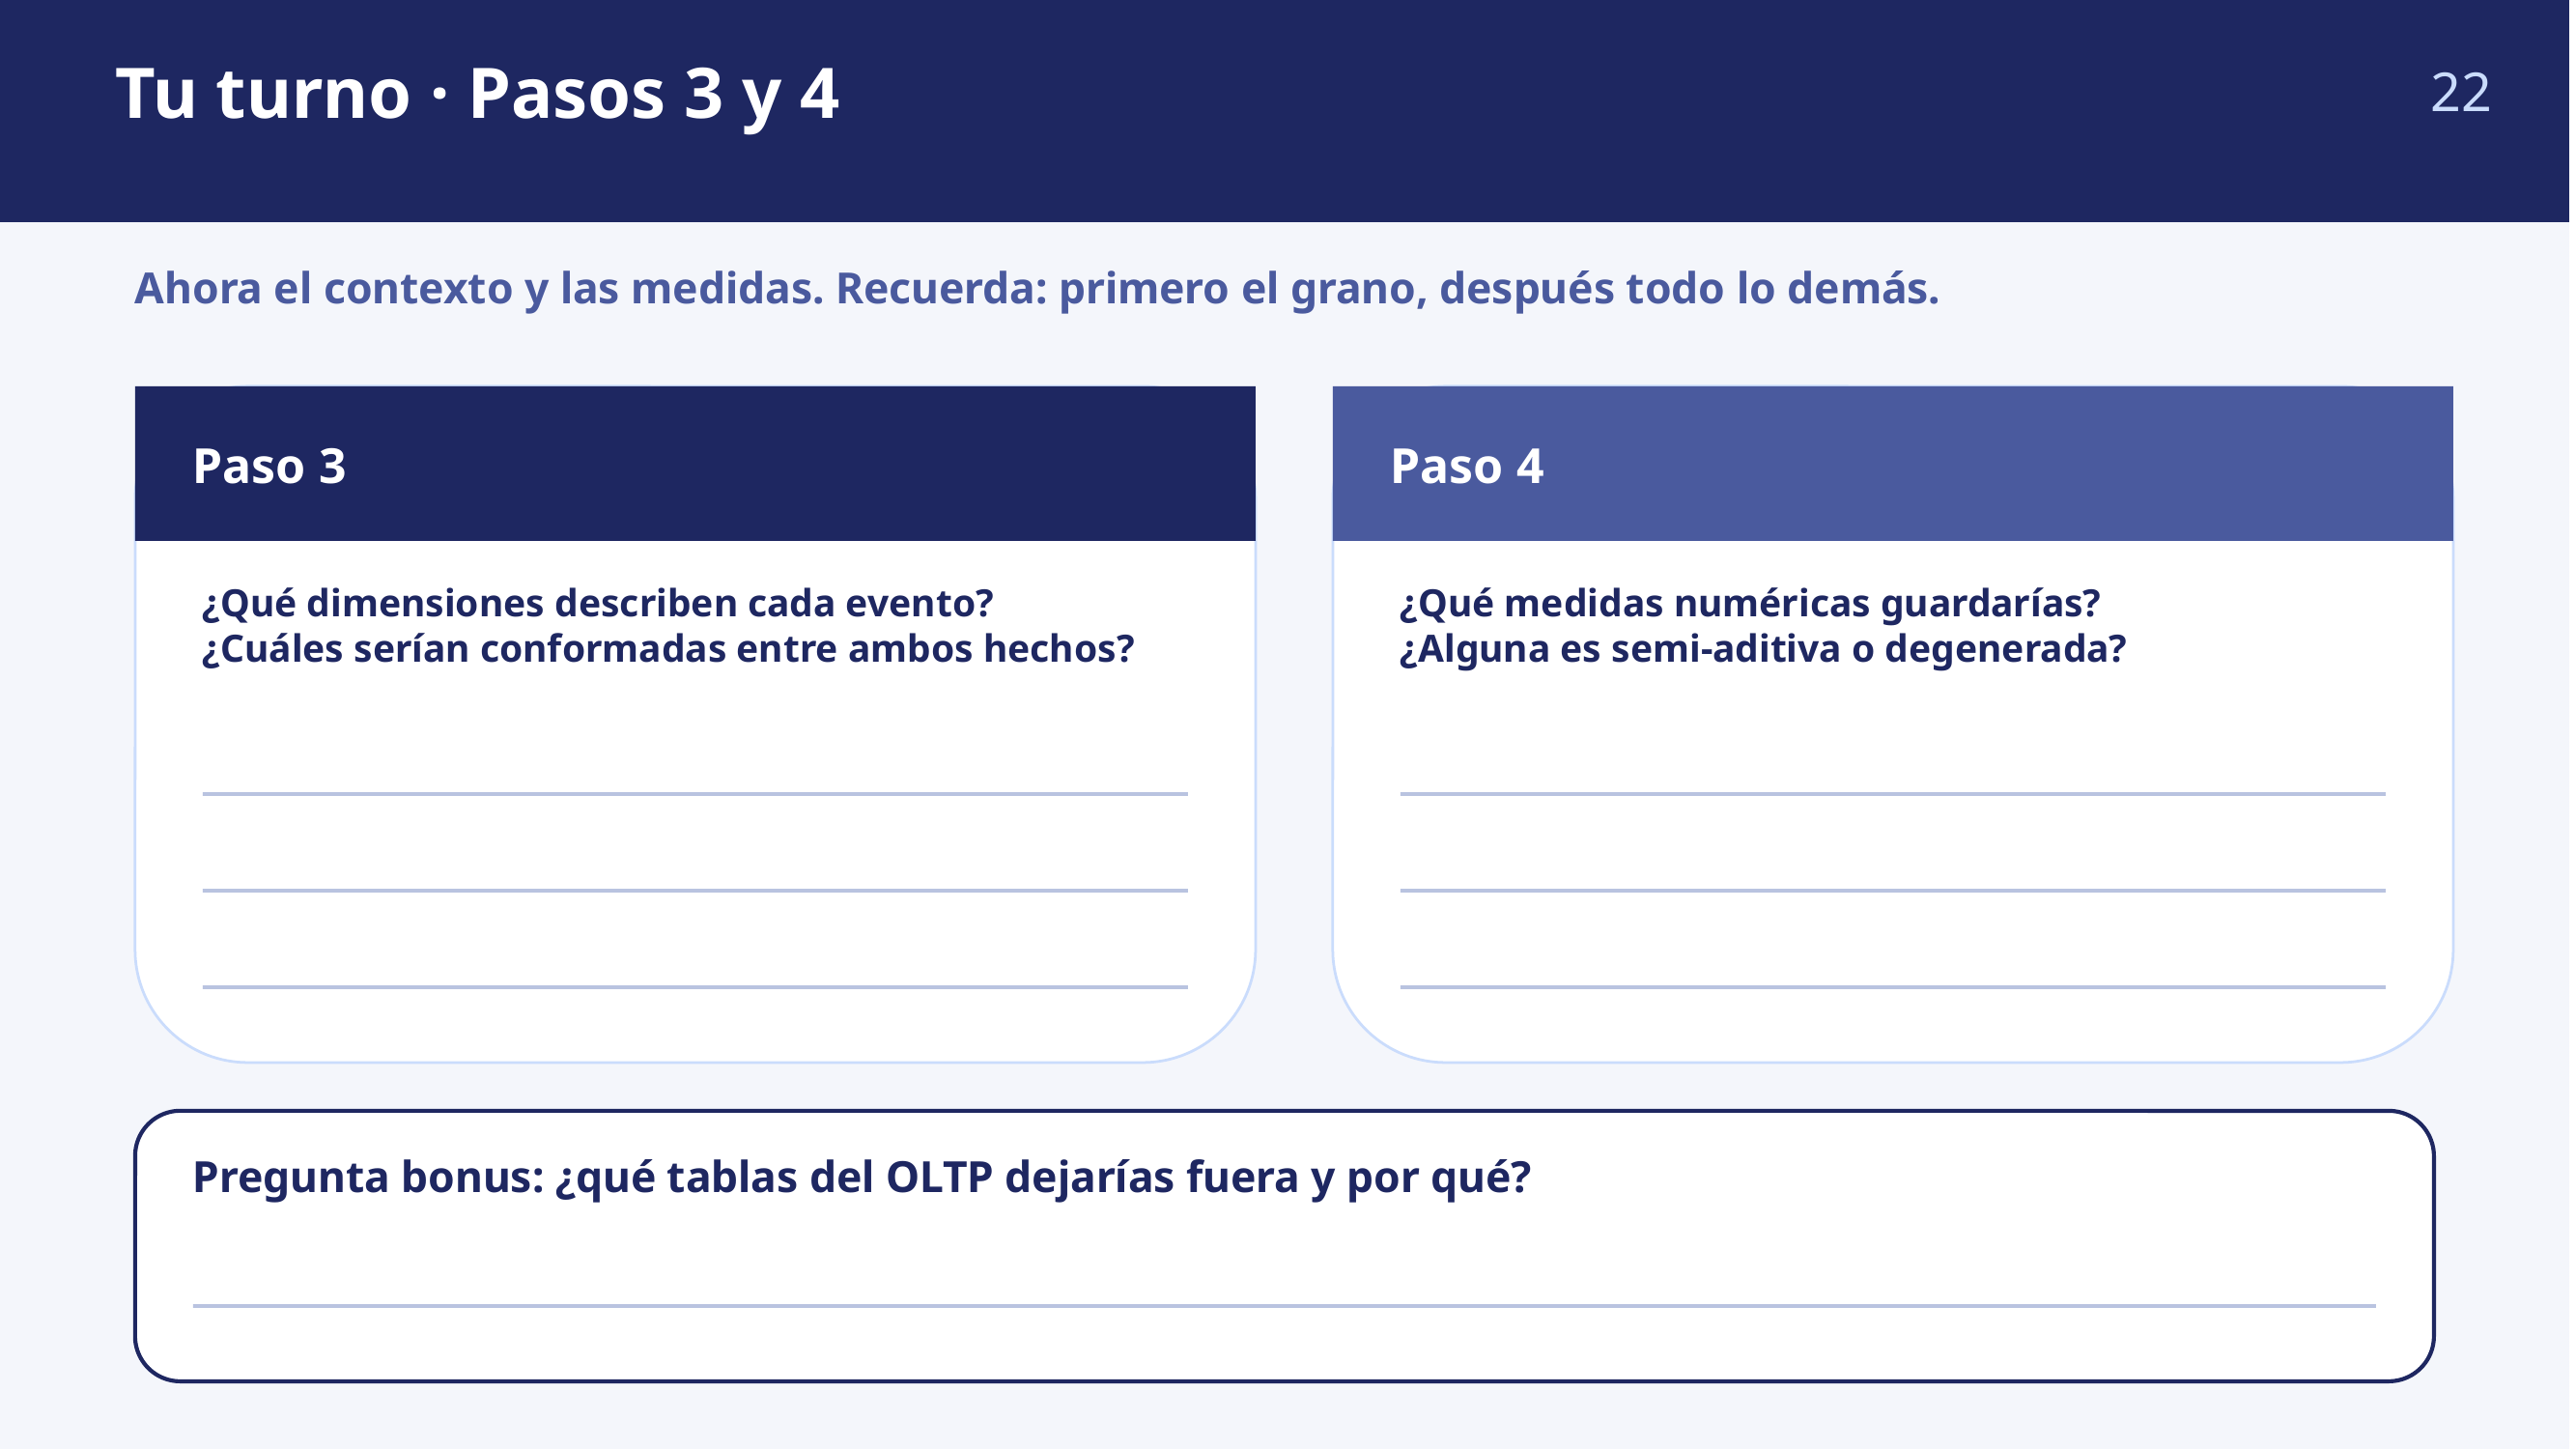 Tu turno · Pasos 3 y 4
22
Ahora el contexto y las medidas. Recuerda: primero el grano, después todo lo demás.
Paso 3
¿Qué dimensiones describen cada evento?
¿Cuáles serían conformadas entre ambos hechos?
Paso 4
¿Qué medidas numéricas guardarías?
¿Alguna es semi-aditiva o degenerada?
Pregunta bonus: ¿qué tablas del OLTP dejarías fuera y por qué?